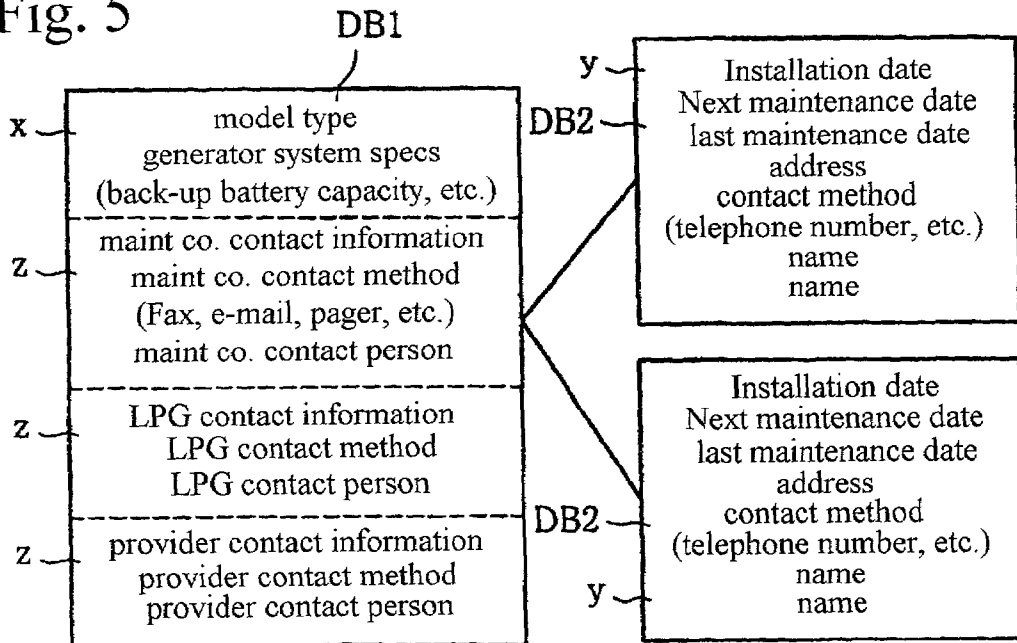 Fig. 5
DB1
x
model type
generator system specs
(back-up battery capacity, etc.)
z
maint co. contact information
maint co. contact method
(Fax, e-mail, pager, etc.)
maint co. contact person
z
LPG contact information
LPG contact method
LPG contact person
z
provider contact information
provider contact method
provider contact person
y
DB2
Installation date
Next maintenance date
last maintenance date
address
contact method
(telephone number, etc.)
name
name
Installation date
Next maintenance date
last maintenance date
address
DB2
contact method
(telephone number, etc.)
name
y
name